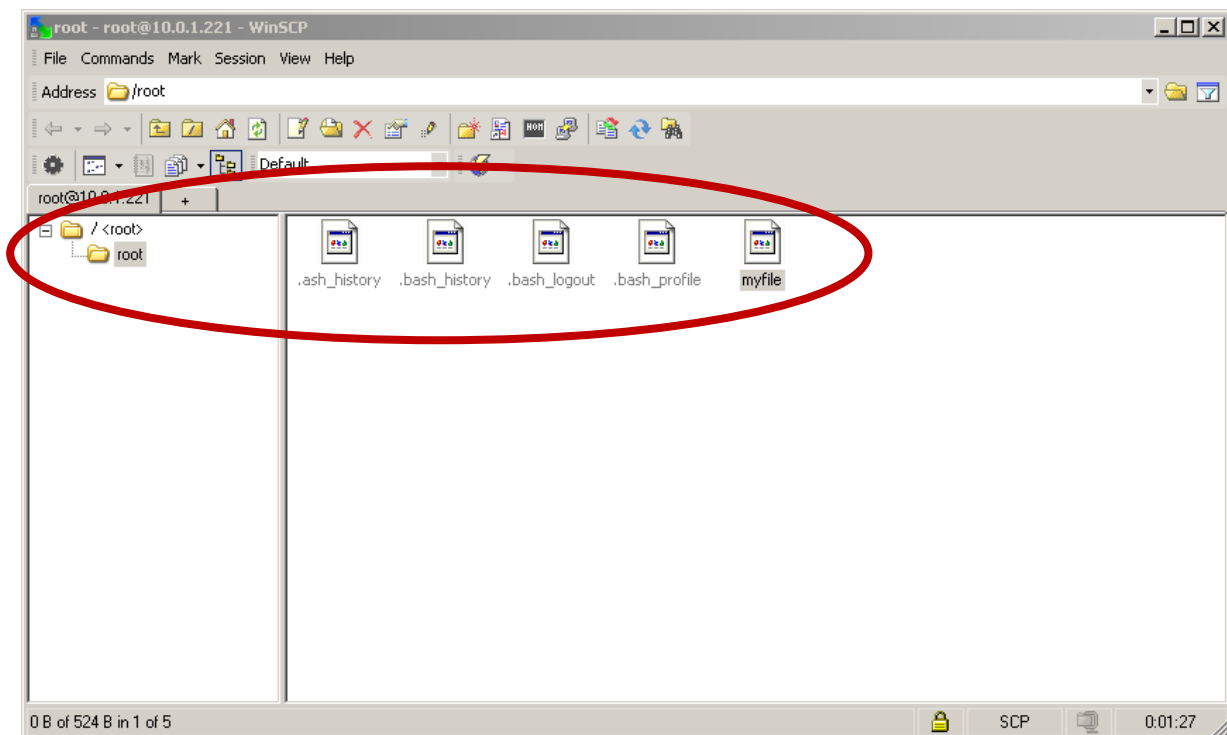 root - root@10.0.1.221 - WinSCP
File Commands Mark Session View Help
Address /root
Default
root@10.0.1.221 +
/ <root>
root
.ash_history .bash_history .bash_logout .bash_profile myfile
0 B of 524 B in 1 of 5 SCP 0:01:27